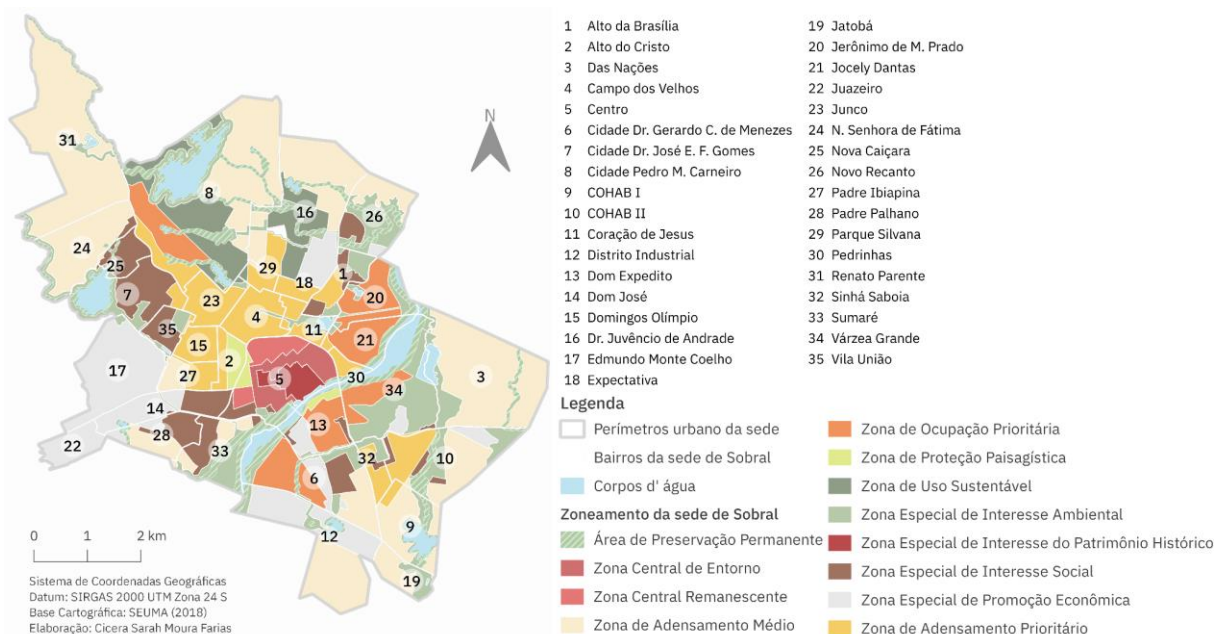 1 Alto da Brasília
2 Alto do Cristo
3 Das Nações
4 Campo dos Velhos
5 Centro
6 Cidade Dr. Gerardo C. de Menezes
7 Cidade Dr. José E. F. Gomes
8 Cidade Pedro M. Carneiro
9 COHAB I
10 COHAB II
11 Coração de Jesus
12 Distrito Industrial
13 Dom Expedito
14 Dom José
15 Domingos Olímpio
16 Dr. Juvêncio de Andrade
17 Edmundo Monte Coelho
18 Expectativa
19 Jatobá
20 Jerônimo de M. Prado
21 Jocely Dantas
22 Juazeiro
23 Junco
24 N. Senhora de Fátima
25 Nova Caiçara
26 Novo Recanto
27 Padre Ibiapina
28 Padre Palhano
29 Parque Silvana
30 Pedrinhas
31 Renato Parente
32 Sinhá Saboia
33 Sumaré
34 Várzea Grande
35 Vila União
N
31
8
16
26
24
25
29
1
7
18
20
23
4
35
11
21
15
2
17
27
5
30
3
34
14
13
28
33
32
10
22
6
9
12
19
0 1 2 km
Sistema de Coordenadas Geográficas
Datum: SIRGAS 2000 UTM Zona 24 S
Base Cartográfica: SEUMA (2018)
Elaboração: Cicera Sarah Moura Farias
Legenda
Perímetros urbano da sede
Bairros da sede de Sobral
Corpos d' água
Zoneamento da sede de Sobral
Área de Preservação Permanente
Zona Central de Entorno
Zona Central Remanescente
Zona de Adensamento Médio
Zona de Ocupação Prioritária
Zona de Proteção Paisagística
Zona de Uso Sustentável
Zona Especial de Interesse Ambiental
Zona Especial de Interesse do Patrimônio Histórico
Zona Especial de Interesse Social
Zona Especial de Promoção Econômica
Zona de Adensamento Prioritário